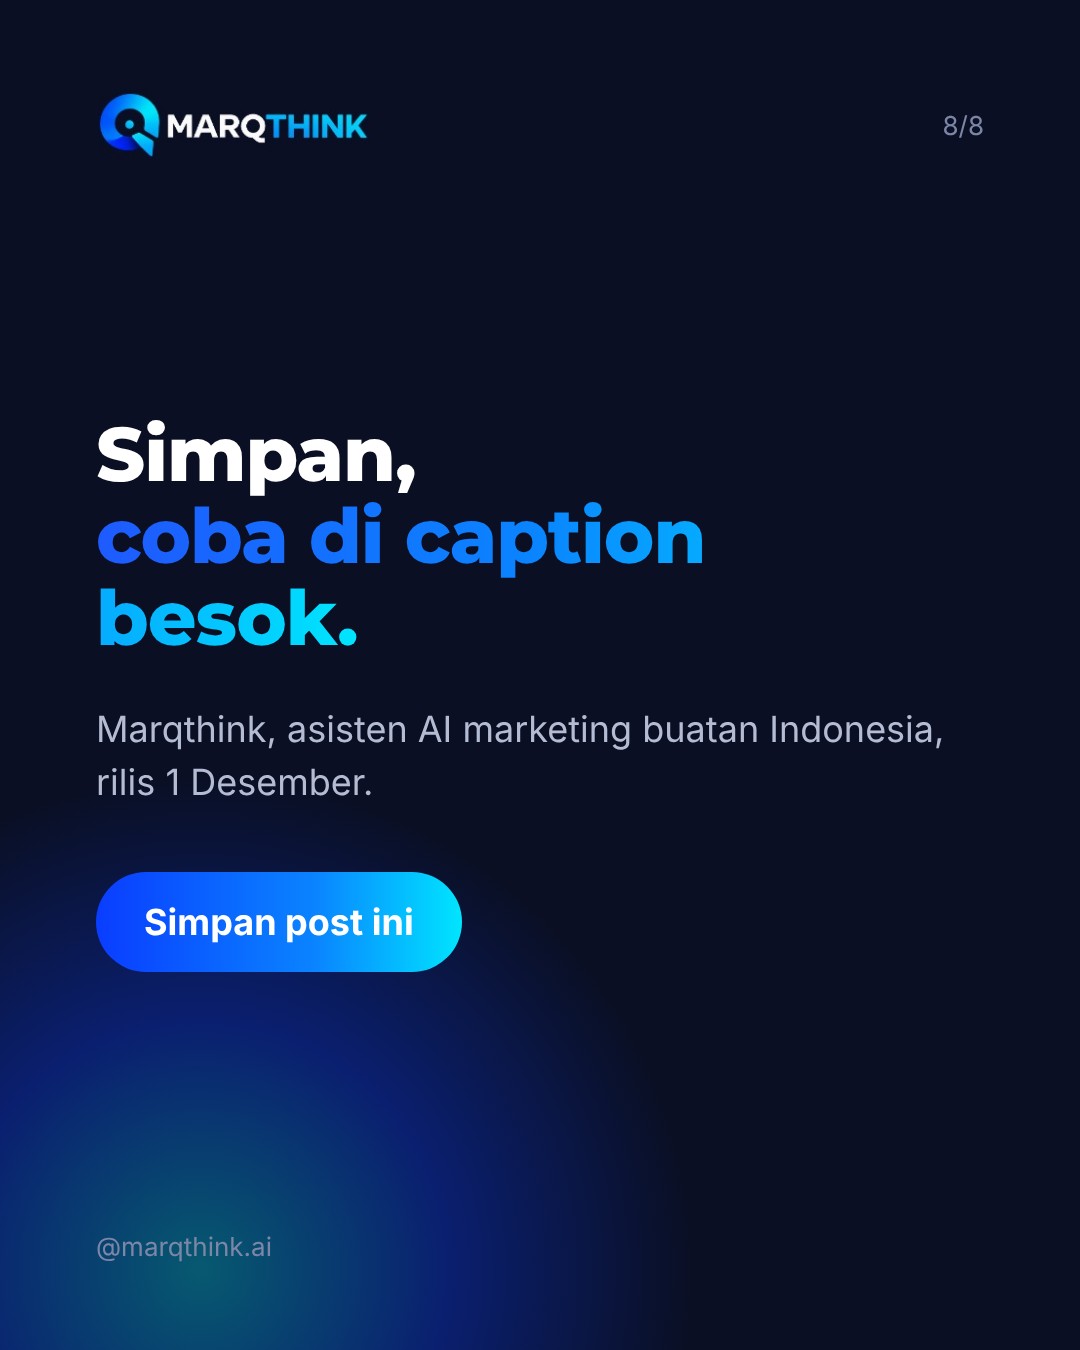 MARQTHINK
8/8
Simpan,
coba di caption
besok.
Marqthink, asisten AI marketing buatan Indonesia,
rilis 1 Desember.
Simpan post ini
@marqthink.ai